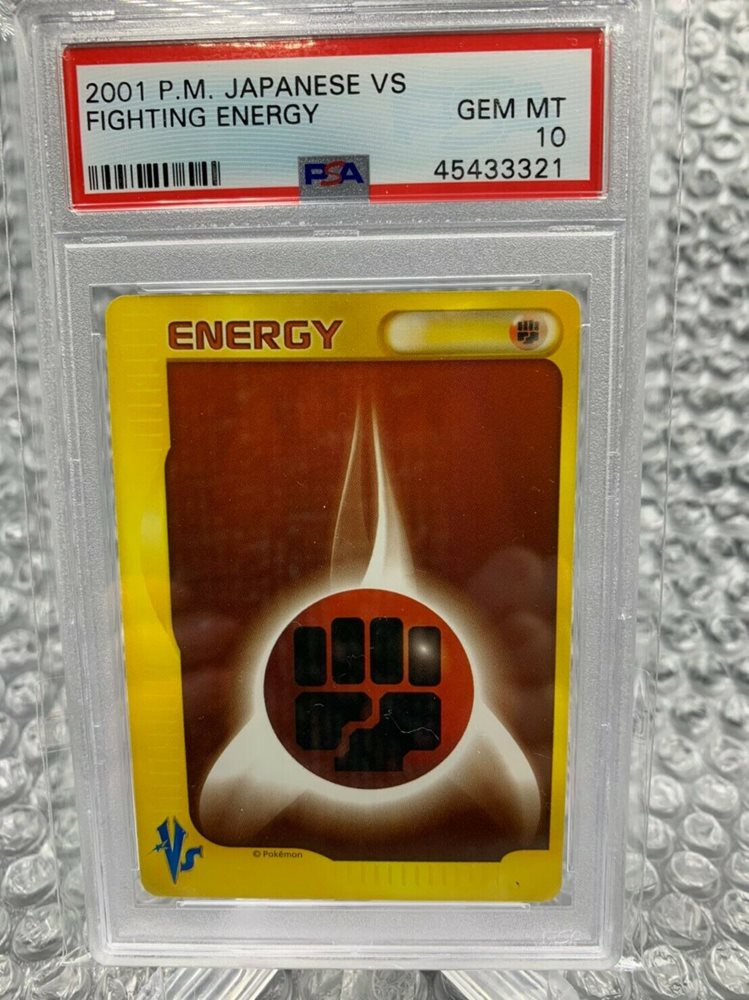 2001 P.M. JAPANESE VS
FIGHTING ENERGY
GEM MT
10
PSA
45433321
ENERGY
VS
© Pokémon